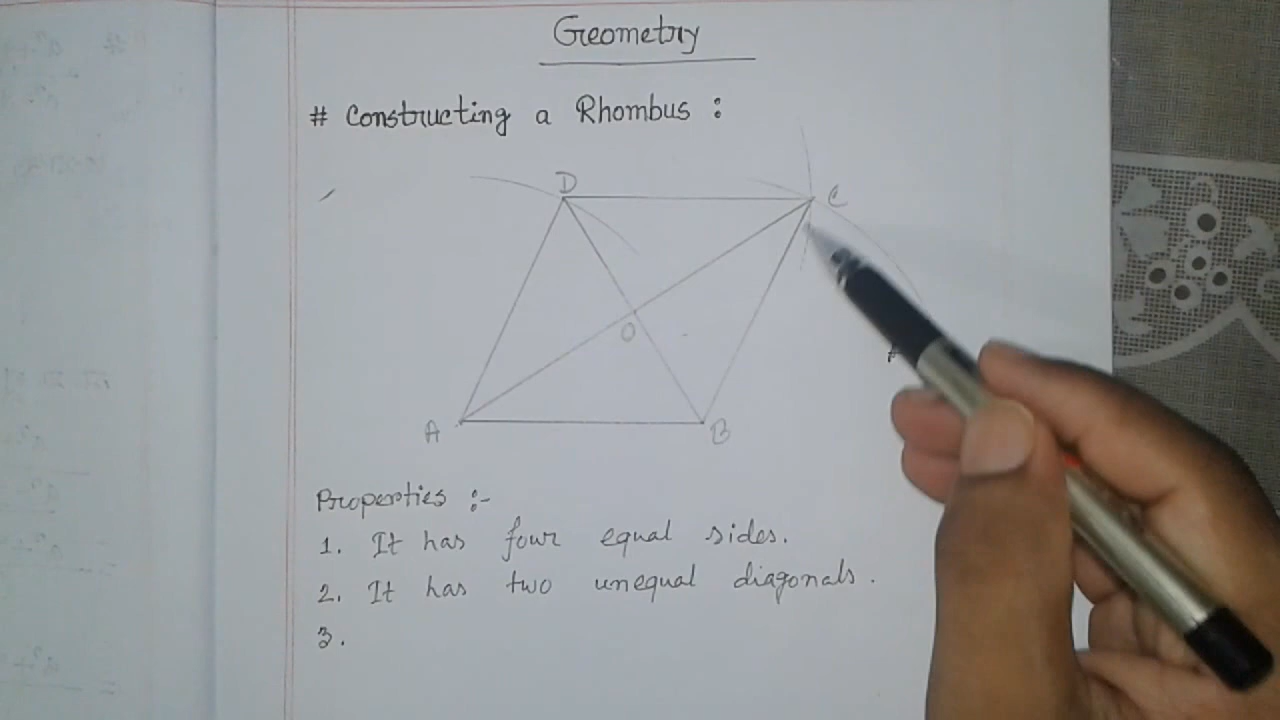 Geometry
# Constructing a Rhombus :
D
C
O
A
B
Properties :-
1. It has four equal sides.
2. It has two unequal diagonals.
3.